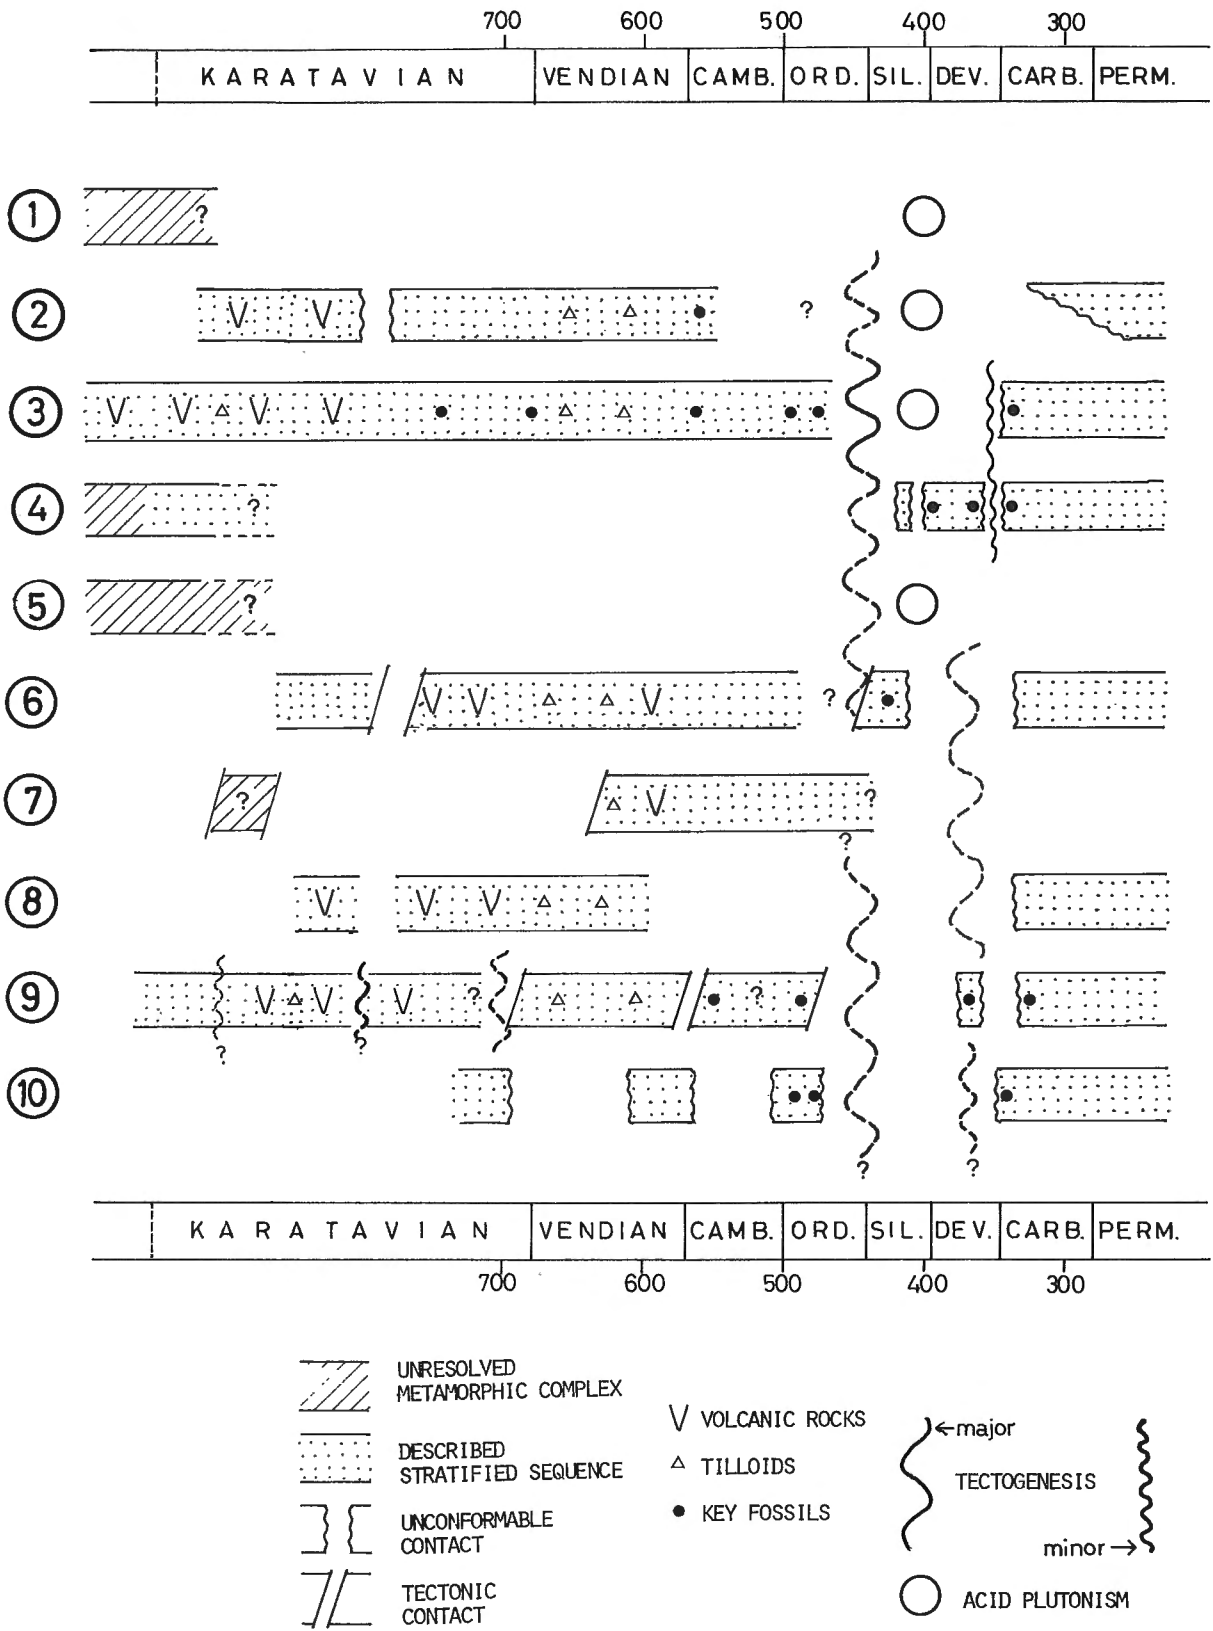 700 600 500 400 300
KARATAVIAN VENDIAN CAMB. ORD. SIL. DEV. CARB. PERM.
1 ?
2 V V △ △ ?
3 V V △ V V △ △
4 ?
5 ?
6 V V △ △ V ?
7 ? △ V ?
?
8 V V V △ △
9 V △ V V ? △ △ ?
? ?
10
? ?
KARATAVIAN VENDIAN CAMB. ORD. SIL. DEV. CARB. PERM.
700 600 500 400 300
UNRESOLVED
METAMORPHIC COMPLEX
DESCRIBED
STRATIFIED SEQUENCE
UNCONFORMABLE
CONTACT
TECTONIC
CONTACT
V VOLCANIC ROCKS
△ TILLOIDS
● KEY FOSSILS
←major
TECTOGENESIS
minor→
ACID PLUTONISM